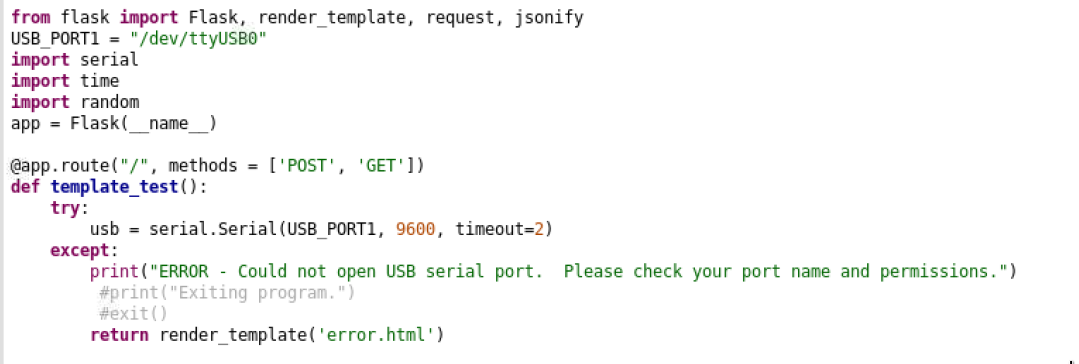 from flask import Flask, render_template, request, jsonify
USB_PORT1 = "/dev/ttyUSB0"
import serial
import time
import random
app = Flask(__name__)

@app.route("/", methods = ['POST', 'GET'])
def template_test():
    try:
        usb = serial.Serial(USB_PORT1, 9600, timeout=2)
    except:
        print("ERROR - Could not open USB serial port.  Please check your port name and permissions.")
         #print("Exiting program.")
         #exit()
        return render_template('error.html')